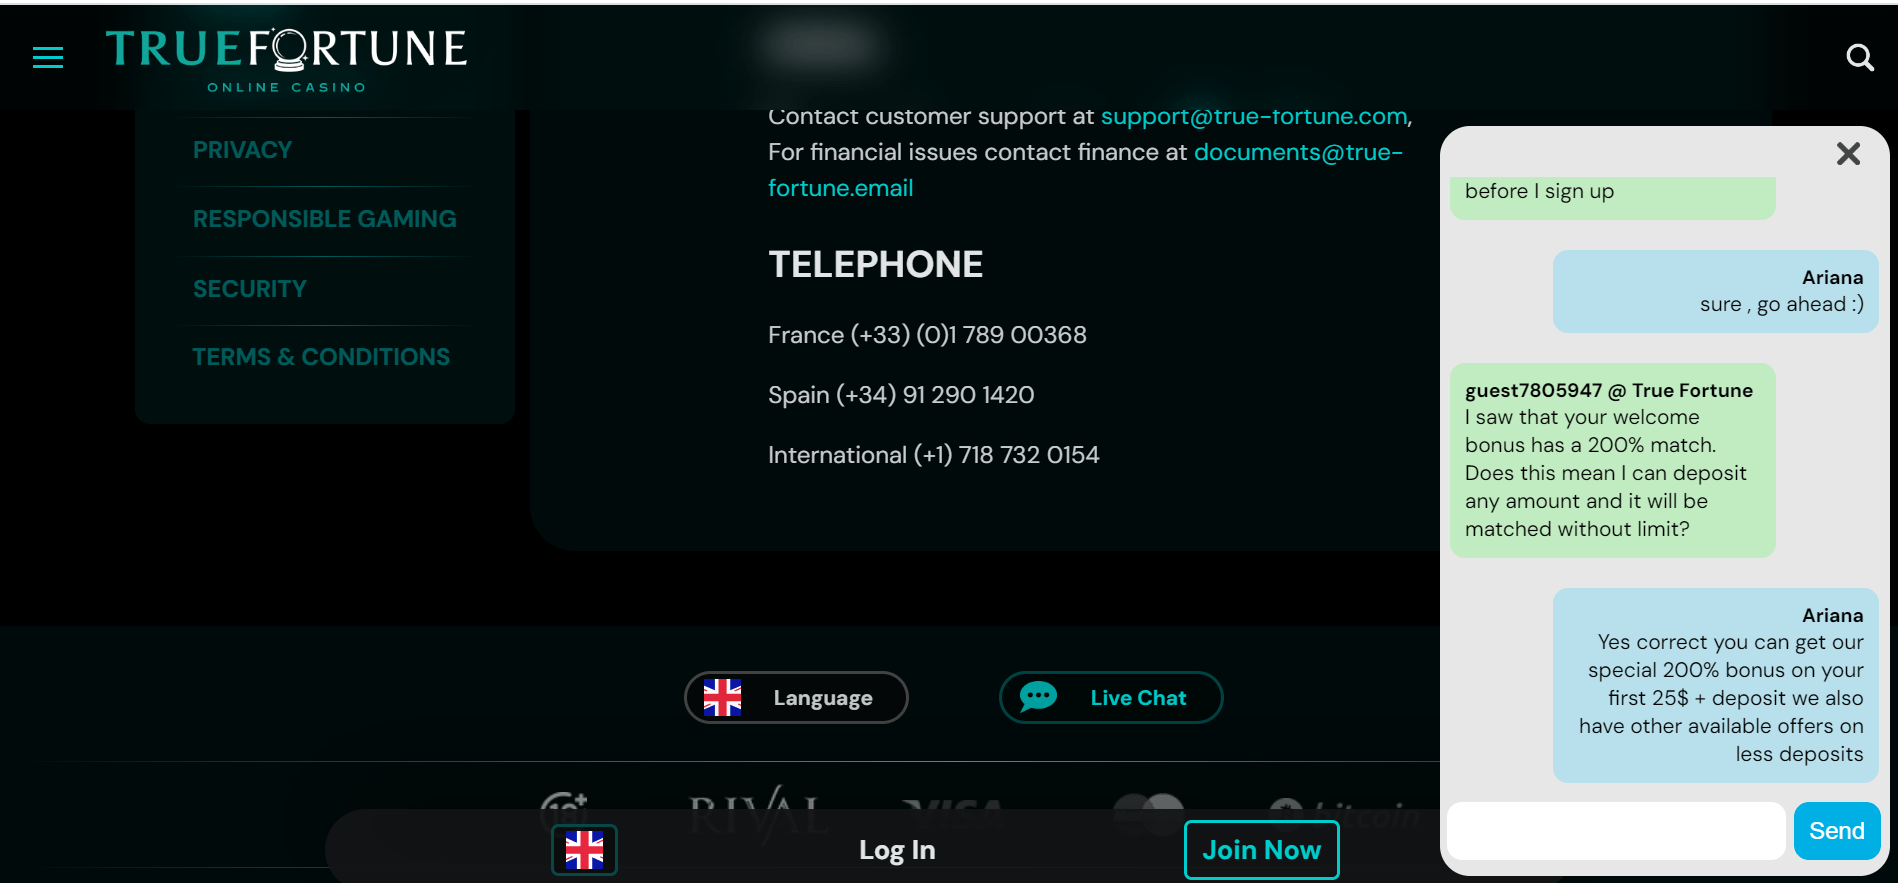 TRUEFORTUNE
ONLINE CASINO
PRIVACY
RESPONSIBLE GAMING
SECURITY
TERMS & CONDITIONS
Contact customer support at support@true-fortune.com,
For financial issues contact finance at documents@true-
fortune.email
TELEPHONE
France (+33) (0)1 789 00368
Spain (+34) 91 290 1420
International (+1) 718 732 0154
before I sign up
Ariana
sure , go ahead :)
guest7805947 @ True Fortune
I saw that your welcome
bonus has a 200% match.
Does this mean I can deposit
any amount and it will be
matched without limit?
Ariana
Yes correct you can get our
special 200% bonus on your
first 25$ + deposit we also
have other available offers on
less deposits
Send
Language
Live Chat
18+
RIVAL
VISA
bitcoin
Log In
Join Now